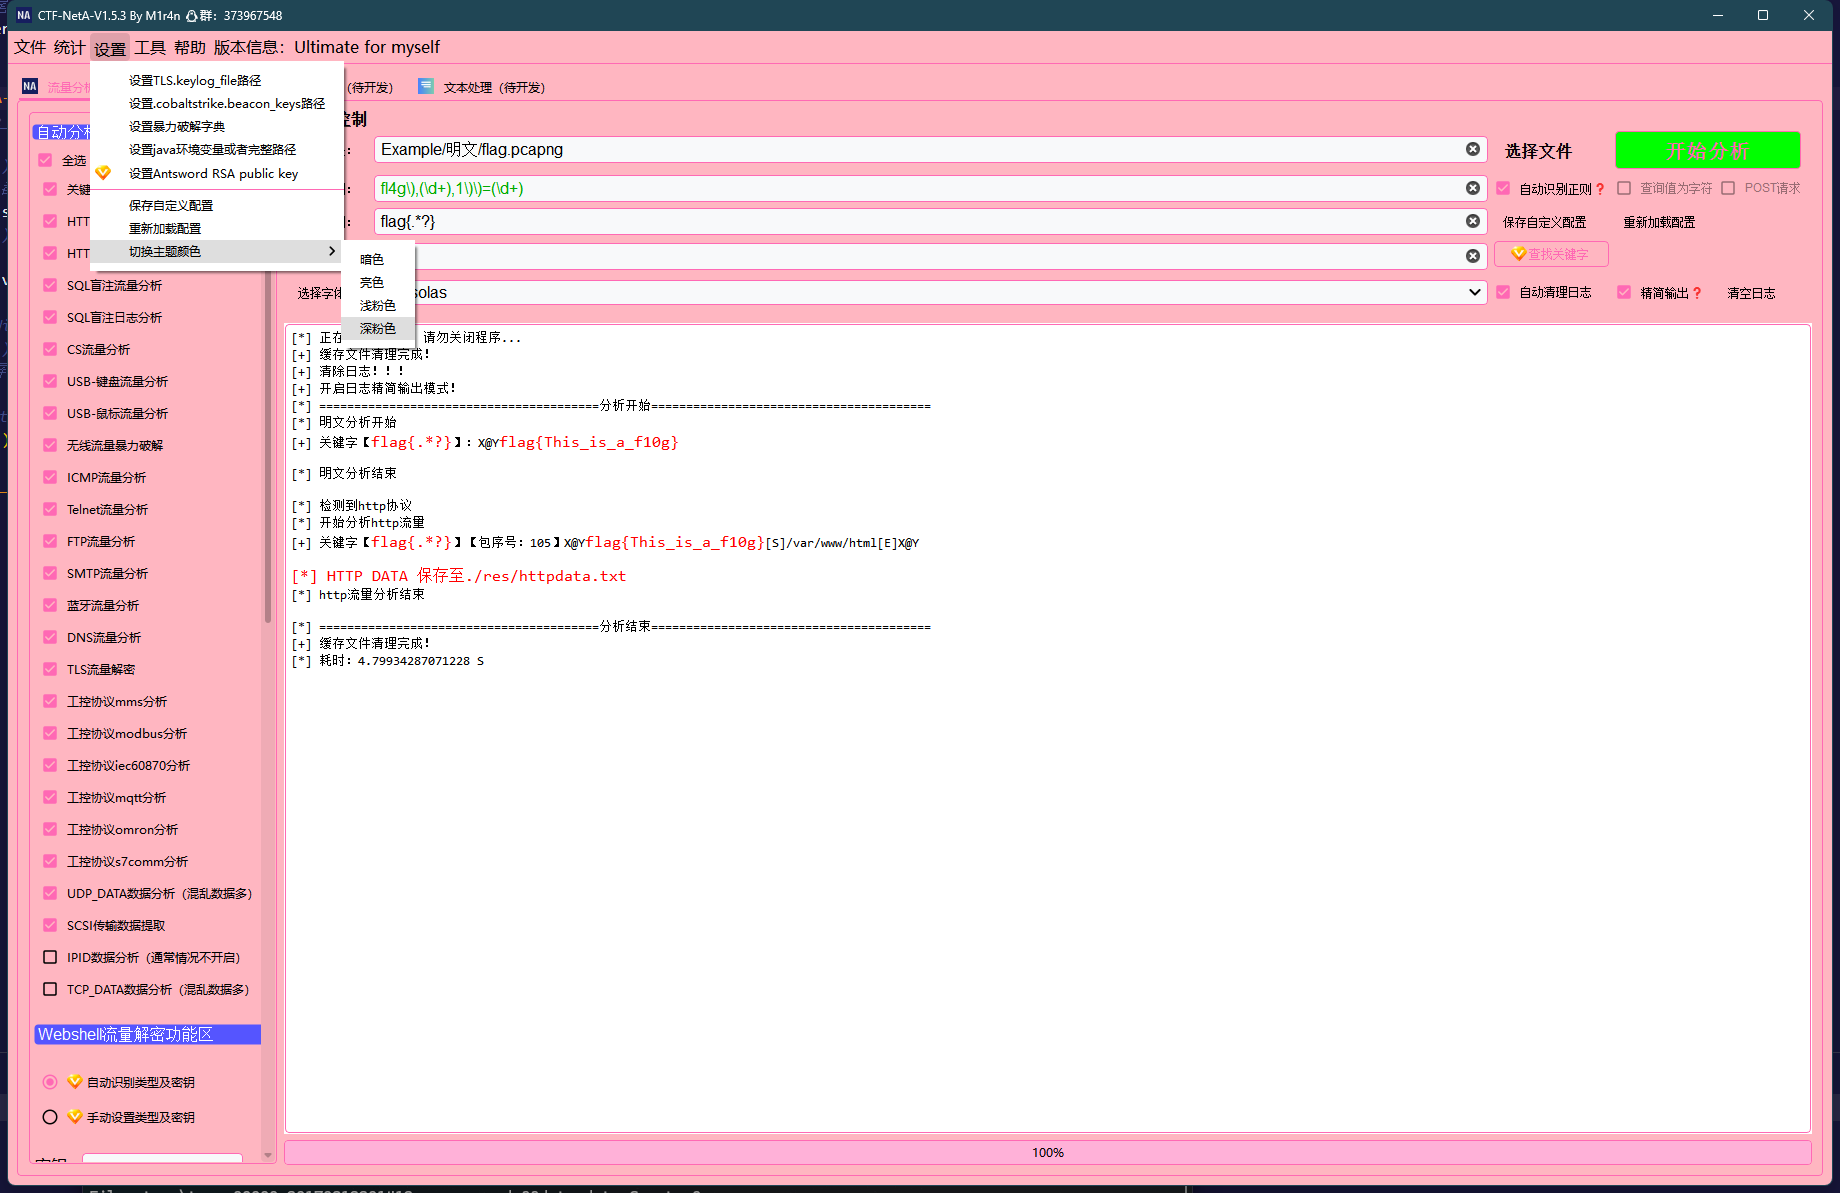 CTF-NetA-V1.5.3 By M1r4n 群：373967548
文件 统计 设置 工具 帮助 版本信息：Ultimate for myself
流量分析
(待开发)
文本处理（待开发）
设置TLS.keylog_file路径
设置.cobaltstrike.beacon_keys路径
设置暴力破解字典
设置java环境变量或者完整路径
设置Antsword RSA public key
保存自定义配置
重新加载配置
切换主题颜色
暗色
亮色
浅粉色
深粉色
自动分析
全选
关键
HTT
HTT
SQL盲注流量分析
SQL盲注日志分析
CS流量分析
USB-键盘流量分析
USB-鼠标流量分析
无线流量暴力破解
ICMP流量分析
Telnet流量分析
FTP流量分析
SMTP流量分析
蓝牙流量分析
DNS流量分析
TLS流量解密
工控协议mms分析
工控协议modbus分析
工控协议iec60870分析
工控协议mqtt分析
工控协议omron分析
工控协议s7comm分析
UDP_DATA数据分析（混乱数据多）
SCSI传输数据提取
IPID数据分析（通常情况不开启）
TCP_DATA数据分析（混乱数据多）
Webshell流量解密功能区
自动识别类型及密钥
手动设置类型及密钥
控制
Example/明文/flag.pcapng
选择文件
开始分析
fl4g\),(\d+),1\)\)=(\d+)
自动识别正则 ? 查询值为字符 POST请求
flag{.*?}
保存自定义配置 重新加载配置
查找关键字
选择字体
solas
自动清理日志 精简输出 ? 清空日志
[*] 正在 请勿关闭程序...
[+] 缓存文件清理完成!
[+] 清除日志!!!
[+] 开启日志精简输出模式!
[*] ========================================分析开始========================================
[*] 明文分析开始
[+] 关键字【flag{.*?}】: X@Yflag{This_is_a_f10g}
[*] 明文分析结束
[*] 检测到http协议
[*] 开始分析http流量
[+] 关键字【flag{.*?}】【包序号: 105】X@Yflag{This_is_a_f10g}[S]/var/www/html[E]X@Y
[*] HTTP DATA 保存至./res/httpdata.txt
[*] http流量分析结束
[*] ========================================分析结束========================================
[+] 缓存文件清理完成!
[*] 耗时: 4.79934287071228 S
100%